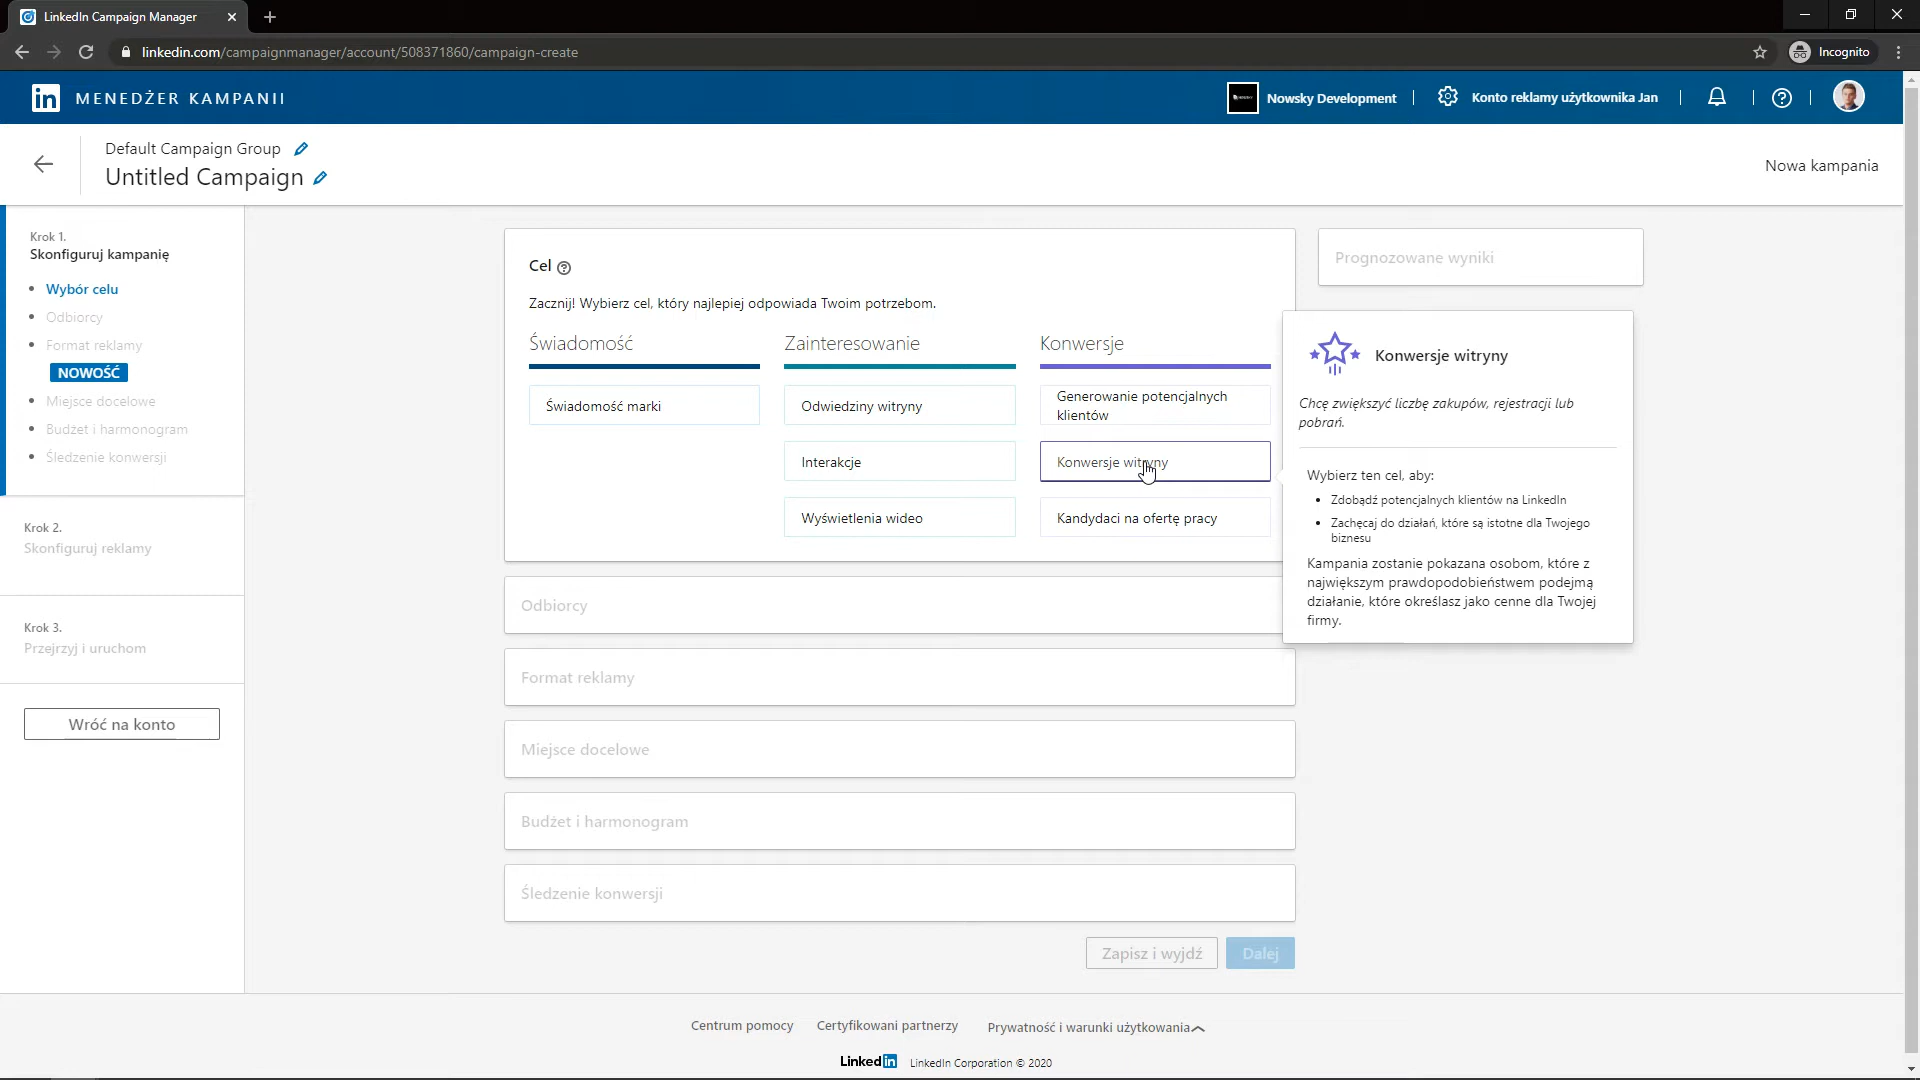 LinkedIn Campaign Manager
linkedin.com/campaignmanager/account/508371860/campaign-create
Incognito
in MENEDŻER KAMPANII
Nowsky Development
Konto reklamy użytkownika Jan
Default Campaign Group
Untitled Campaign
Nowa kampania
Krok 1.
Skonfiguruj kampanię
Wybór celu
Odbiorcy
Format reklamy
NOWOŚĆ
Miejsce docelowe
Budżet i harmonogram
Śledzenie konwersji
Krok 2.
Skonfiguruj reklamy
Krok 3.
Przejrzyj i uruchom
Wróć na konto
Cel
Zacznij! Wybierz cel, który najlepiej odpowiada Twoim potrzebom.
Świadomość
Świadomość marki
Zainteresowanie
Odwiedziny witryny
Interakcje
Wyświetlenia wideo
Konwersje
Generowanie potencjalnych
klientów
Konwersje witryny
Kandydaci na ofertę pracy
Prognozowane wyniki
Konwersje witryny
Chcę zwiększyć liczbę zakupów, rejestracji lub
pobrań.
Wybierz ten cel, aby:
Zdobądź potencjalnych klientów na LinkedIn
Zachęcaj do działań, które są istotne dla Twojego
biznesu
Kampania zostanie pokazana osobom, które z
największym prawdopodobieństwem podejmą
działanie, które określasz jako cenne dla Twojej
firmy.
Odbiorcy
Format reklamy
Miejsce docelowe
Budżet i harmonogram
Śledzenie konwersji
Zapisz i wyjdź
Dalej
Centrum pomocy
Certyfikowani partnerzy
Prywatność i warunki użytkowania
Linkedin LinkedIn Corporation © 2020